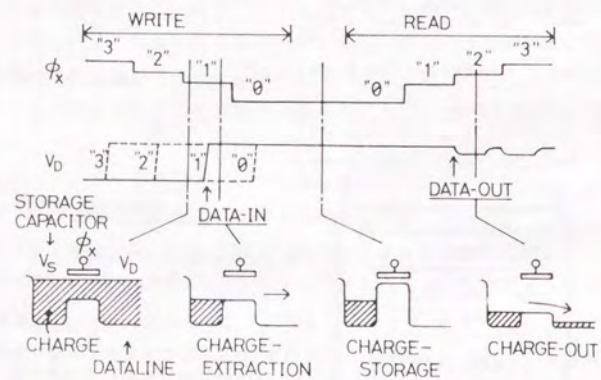 WRITE
READ
"3" "2" "1" "0" "0" "1" "2" "3"
ϕx
VD
"3" "2" "1" "0"
DATA-IN
DATA-OUT
STORAGE
CAPACITOR
ϕx
VS
VD
CHARGE
DATALINE
CHARGE-
EXTRACTION
CHARGE-
STORAGE
CHARGE-OUT